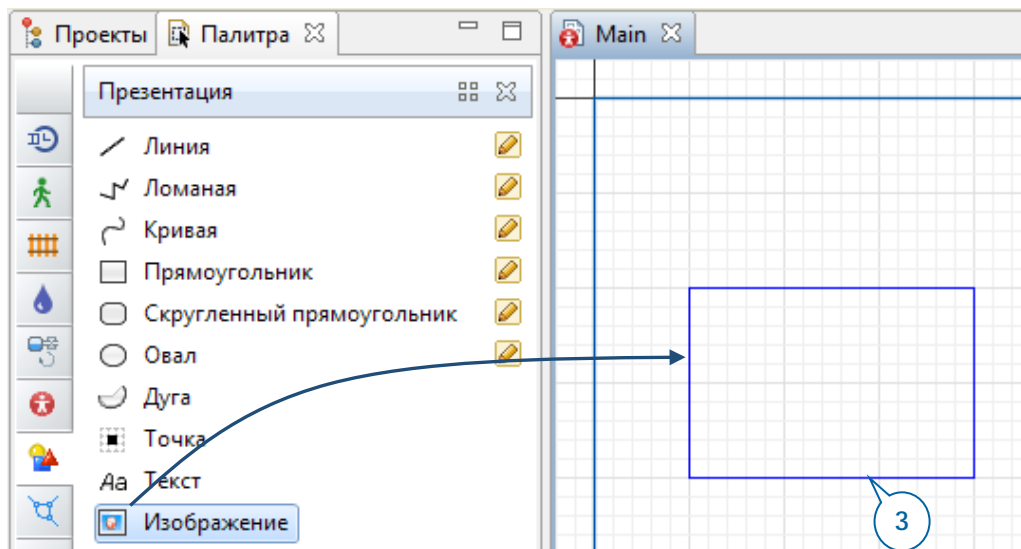 Проекты Палитра Main
Презентация
Линия
Ломаная
Кривая
Прямоугольник
Скругленный прямоугольник
Овал
Дуга
Точка
Aa Текст
Изображение
3